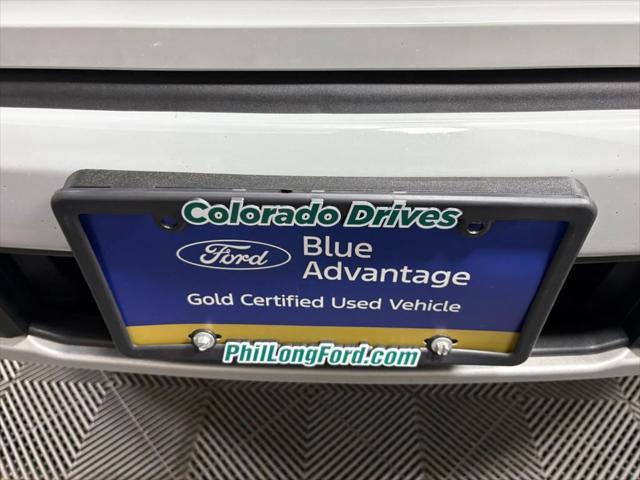 Colorado Drives
Ford
Blue
Advantage
Gold Certified Used Vehicle
PhilLongFord.com